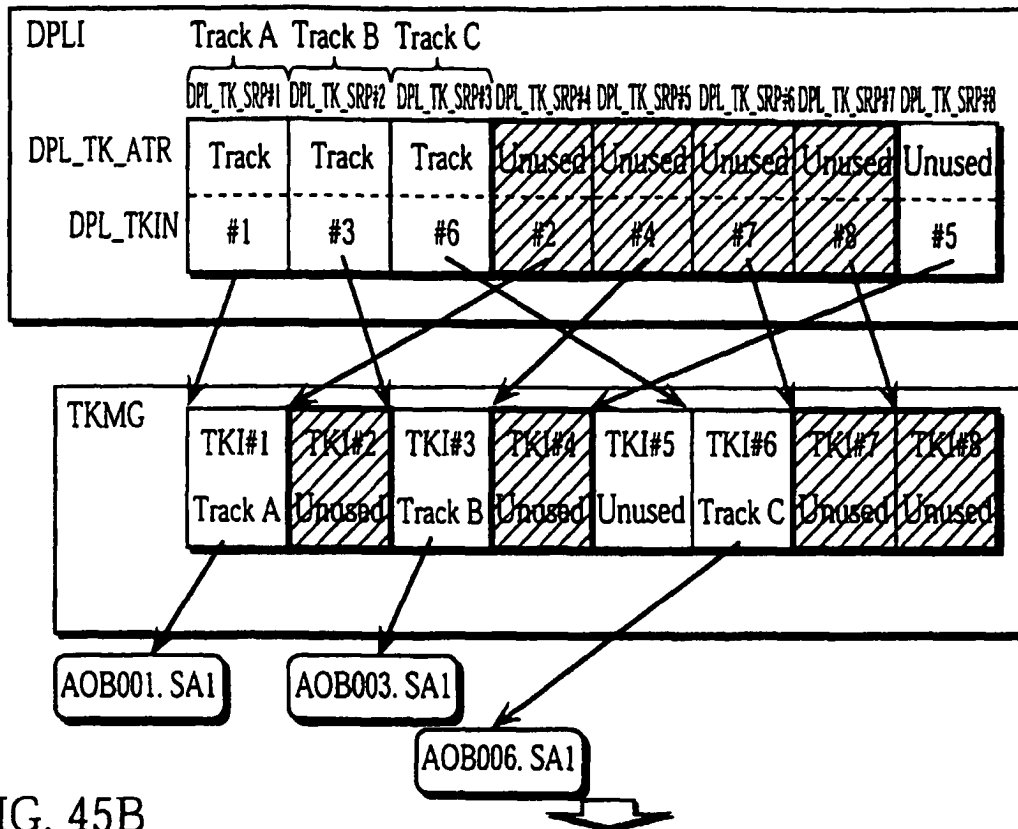 DPLI Track A Track B Track C
DPL_TK_SRP#1 DPL_TK_SRP#2 DPL_TK_SRP#3 DPL_TK_SRP#4 DPL_TK_SRP#5 DPL_TK_SRP#6 DPL_TK_SRP#7 DPL_TK_SRP#8
DPL_TK_ATR Track Track Track Unused Unused Unused Unused Unused
DPL_TKIN #1 #3 #6 #2 #4 #7 #8 #5
TKMG
TKI#1 TKI#2 TKI#3 TKI#4 TKI#5 TKI#6 TKI#7 TKI#8
Track A Unused Track B Unused Unused Track C Unused Unused
AOB001. SA1 AOB003. SA1
AOB006. SA1
IG. 45B